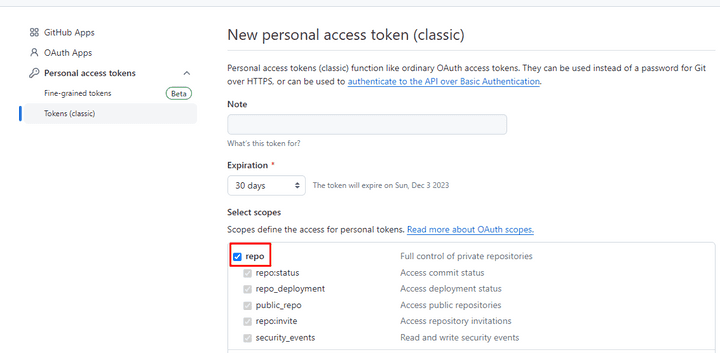 GitHub Apps
OAuth Apps
Personal access tokens
Fine-grained tokens Beta
Tokens (classic)
New personal access token (classic)
Personal access tokens (classic) function like ordinary OAuth access tokens. They can be used instead of a password for Git
over HTTPS, or can be used to authenticate to the API over Basic Authentication.
Note
What's this token for?
Expiration *
30 days The token will expire on Sun, Dec 3 2023
Select scopes
Scopes define the access for personal tokens. Read more about OAuth scopes.
repo Full control of private repositories
repo:status Access commit status
repo_deployment Access deployment status
public_repo Access public repositories
repo:invite Access repository invitations
security_events Read and write security events